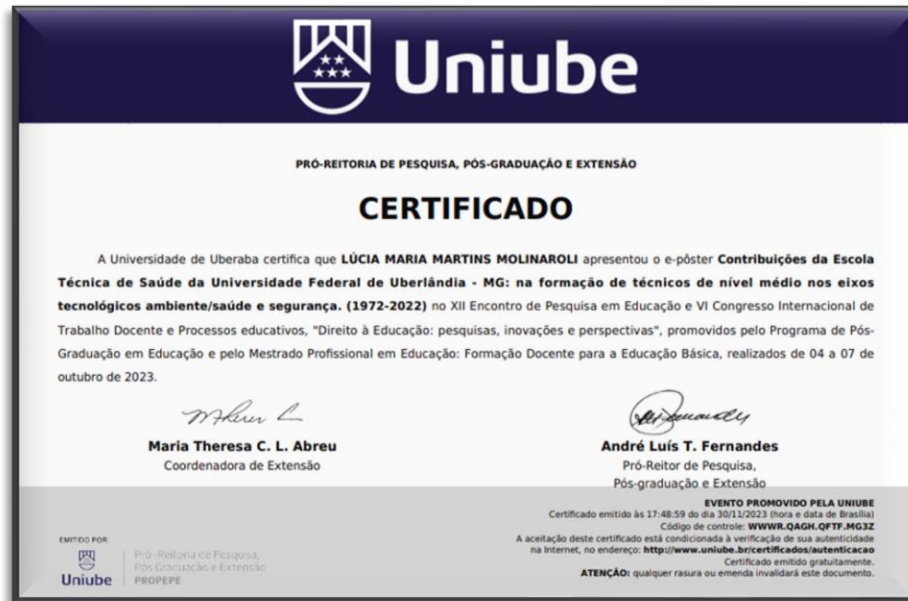 Uniube
PRÓ-REITORIA DE PESQUISA, PÓS-GRADUAÇÃO E EXTENSÃO
CERTIFICADO
A Universidade de Uberaba certifica que LÚCIA MARIA MARTINS MOLINAROLI apresentou o e-pôster Contribuições da Escola
Técnica de Saúde da Universidade Federal de Uberlândia - MG: na formação de técnicos de nível médio nos eixos
tecnológicos ambiente/saúde e segurança. (1972-2022) no XII Encontro de Pesquisa em Educação e VI Congresso Internacional de
Trabalho Docente e Processos educativos, "Direito à Educação: pesquisas, inovações e perspectivas", promovidos pelo Programa de Pós-
Graduação em Educação e pelo Mestrado Profissional em Educação: Formação Docente para a Educação Básica, realizados de 04 a 07 de
outubro de 2023.
Maria Theresa C. L. Abreu
Coordenadora de Extensão
André Luís T. Fernandes
Pró-Reitor de Pesquisa,
Pós-graduação e Extensão
EVENTO PROMOVIDO PELA UNIUBE
Certificado emitido às 17:48:59 do dia 30/11/2023 (hora e data de Brasília)
Código de controle: WWWR.QAGH.QFTF.MG3Z
A aceitação deste certificado está condicionada à verificação de sua autenticidade
na Internet, no endereço: http://www.uniube.br/certificados/autenticacao
Certificado emitido gratuitamente.
ATENÇÃO: qualquer rasura ou emenda invalidará este documento.
EMITIDO POR:
Uniube
Pró-Reitoria de Pesquisa,
Pós-Graduação e Extensão
PROPEPE